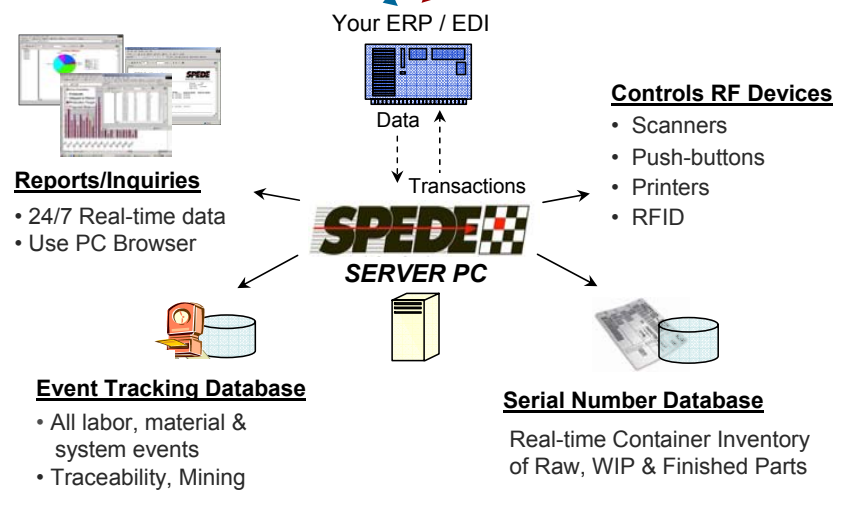 Your ERP / EDI
Data
Transactions
SPEDE
SERVER PC
Reports/Inquiries
• 24/7 Real-time data
• Use PC Browser
Controls RF Devices
• Scanners
• Push-buttons
• Printers
• RFID
Event Tracking Database
• All labor, material &
system events
• Traceability, Mining
Serial Number Database
Real-time Container Inventory
of Raw, WIP & Finished Parts
SPEDE